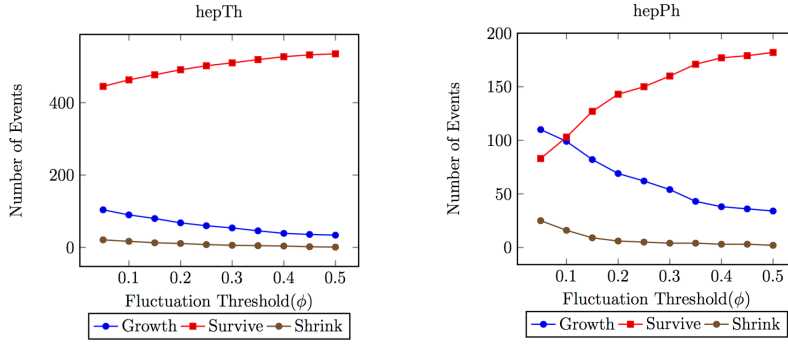 hepTh
Number of Events
400
200
0
0.1 0.2 0.3 0.4 0.5
Fluctuation Threshold(ϕ)
Growth Survive Shrink
hepPh
Number of Events
200
150
100
50
0
0.1 0.2 0.3 0.4 0.5
Fluctuation Threshold(ϕ)
Growth Survive Shrink